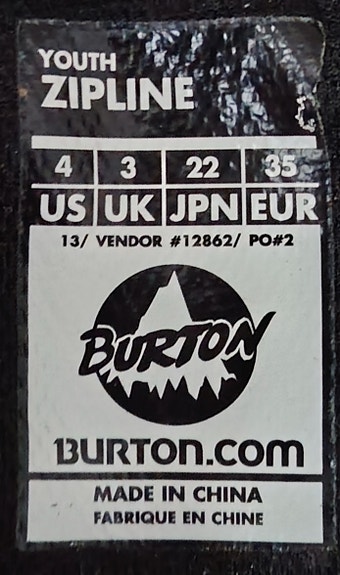 YOUTH
ZIPLINE
4 3 22 35
US UK JPN EUR
13/ VENDOR #12862/ PO#2
BURTON
BURTON.COM
MADE IN CHINA
FABRIQUE EN CHINE